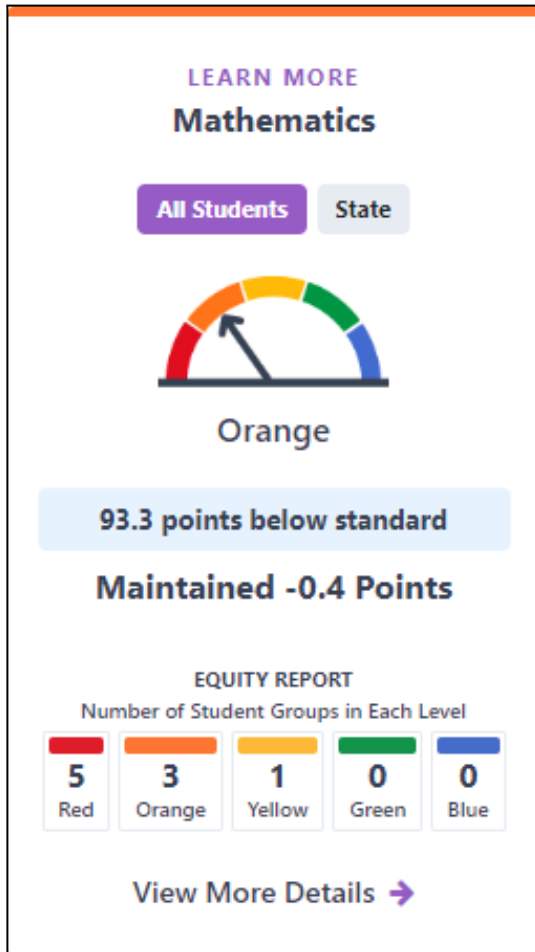 LEARN MORE
Mathematics
All Students State
Orange
93.3 points below standard
Maintained -0.4 Points
EQUITY REPORT
Number of Student Groups in Each Level
5 3 1 0 0
Red Orange Yellow Green Blue
View More Details